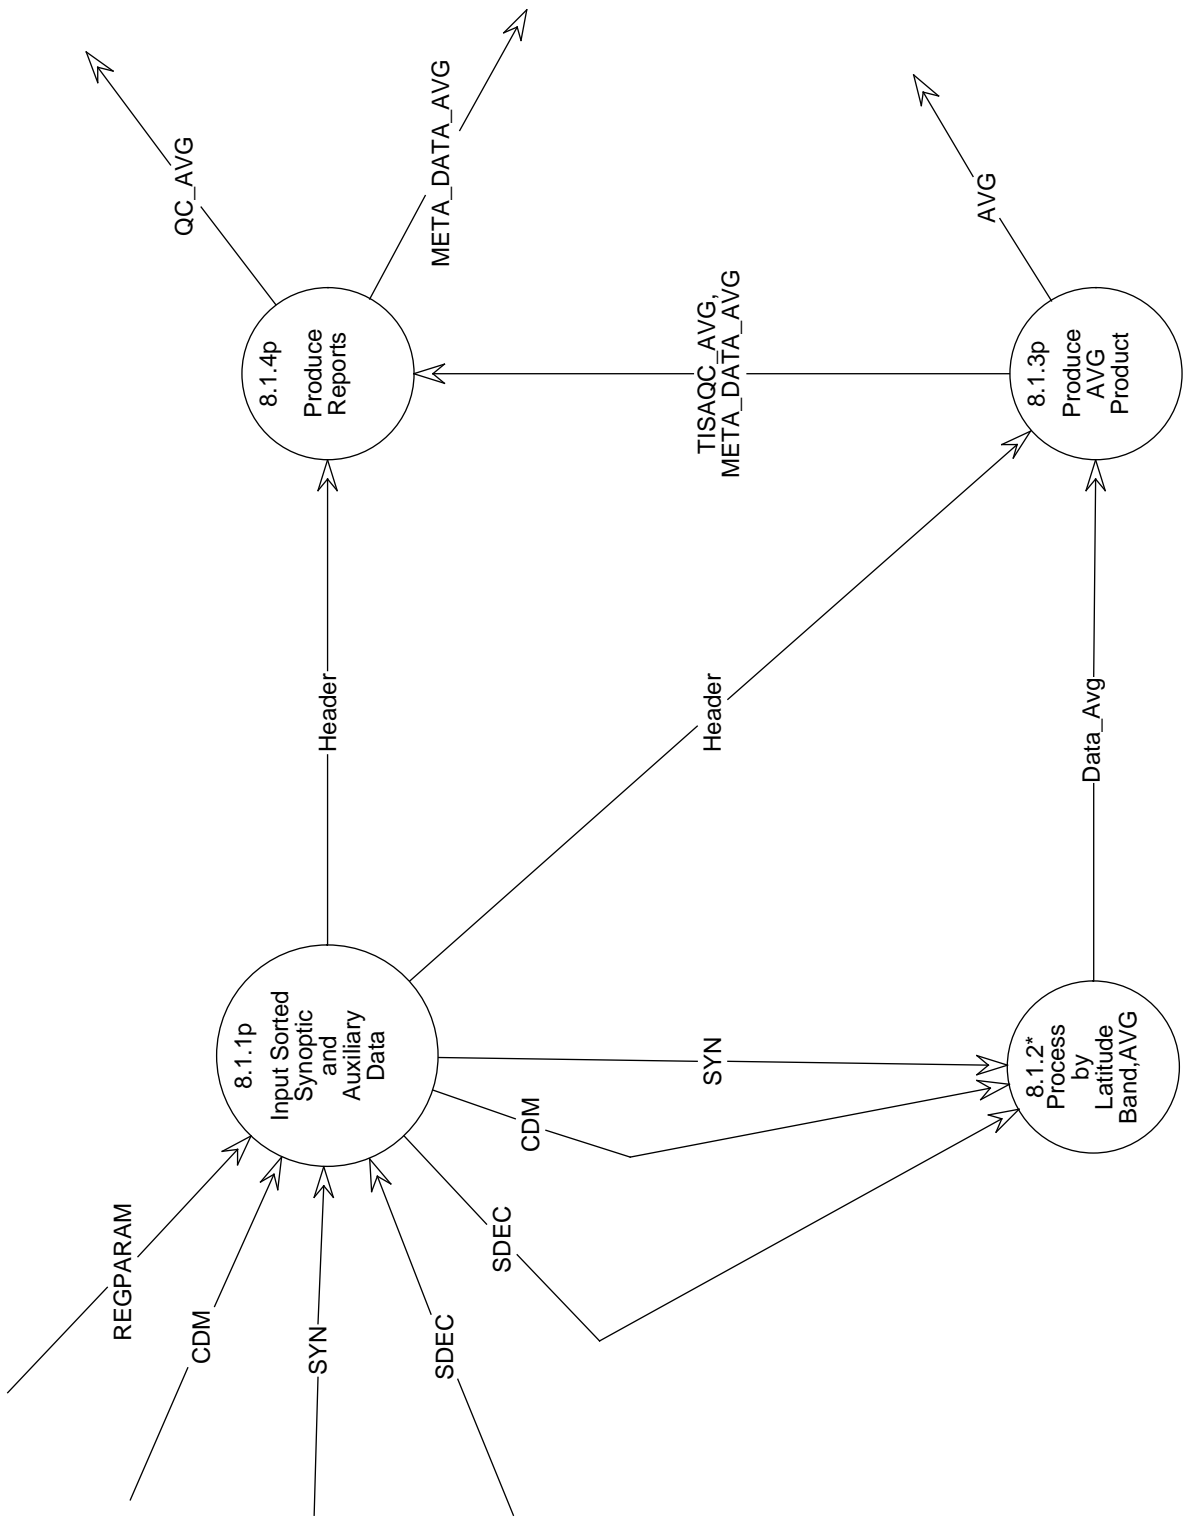 REGPARAM
CDM
SYN
SDEC
8.1.1p
Input Sorted
Synoptic
and
Auxiliary
Data
Header
8.1.4p
Produce
Reports
QC_AVG
META_DATA_AVG
SDEC
CDM
SYN
Header
TISAQC_AVG,
META_DATA_AVG
8.1.2*
Process
by
Latitude
Band,AVG
Data_Avg
8.1.3p
Produce
AVG
Product
AVG